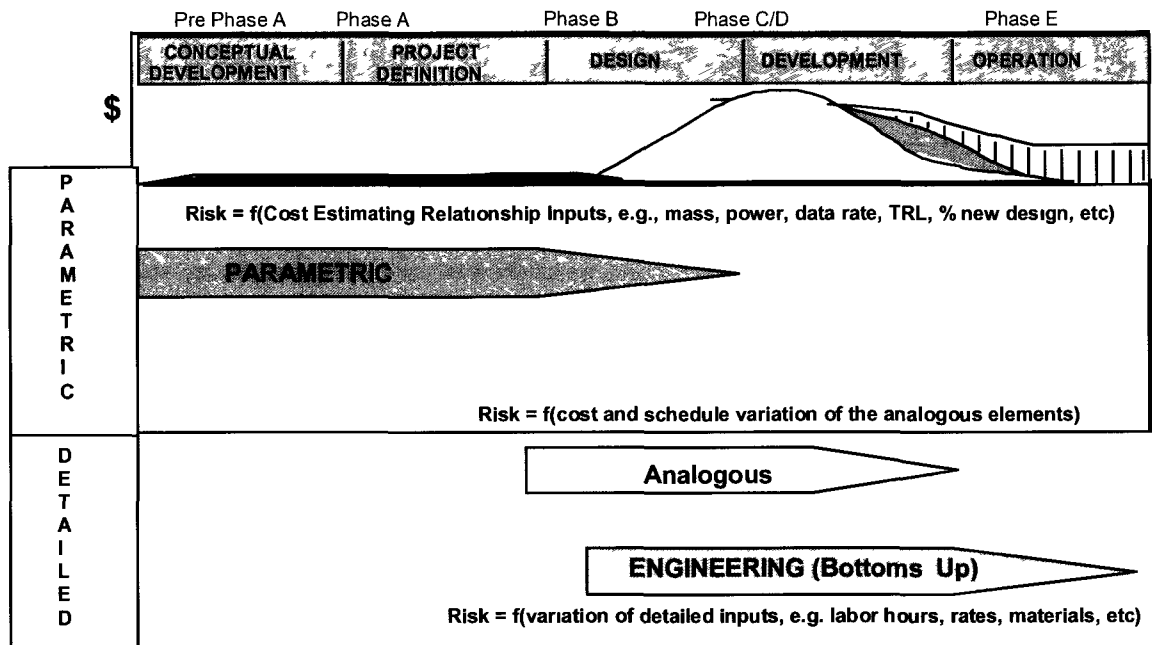 Pre Phase A Phase A Phase B Phase C/D Phase E
CONCEPTUAL DEVELOPMENT
PROJECT DEFINITION
DESIGN
DEVELOPMENT
OPERATION
$
PARAMETRIC
Risk = f(Cost Estimating Relationship Inputs, e.g., mass, power, data rate, TRL, % new design, etc)
PARAMETRIC
Risk = f(cost and schedule variation of the analogous elements)
DETAILED
Analogous
ENGINEERING (Bottoms Up)
Risk = f(variation of detailed inputs, e.g. labor hours, rates, materials, etc)